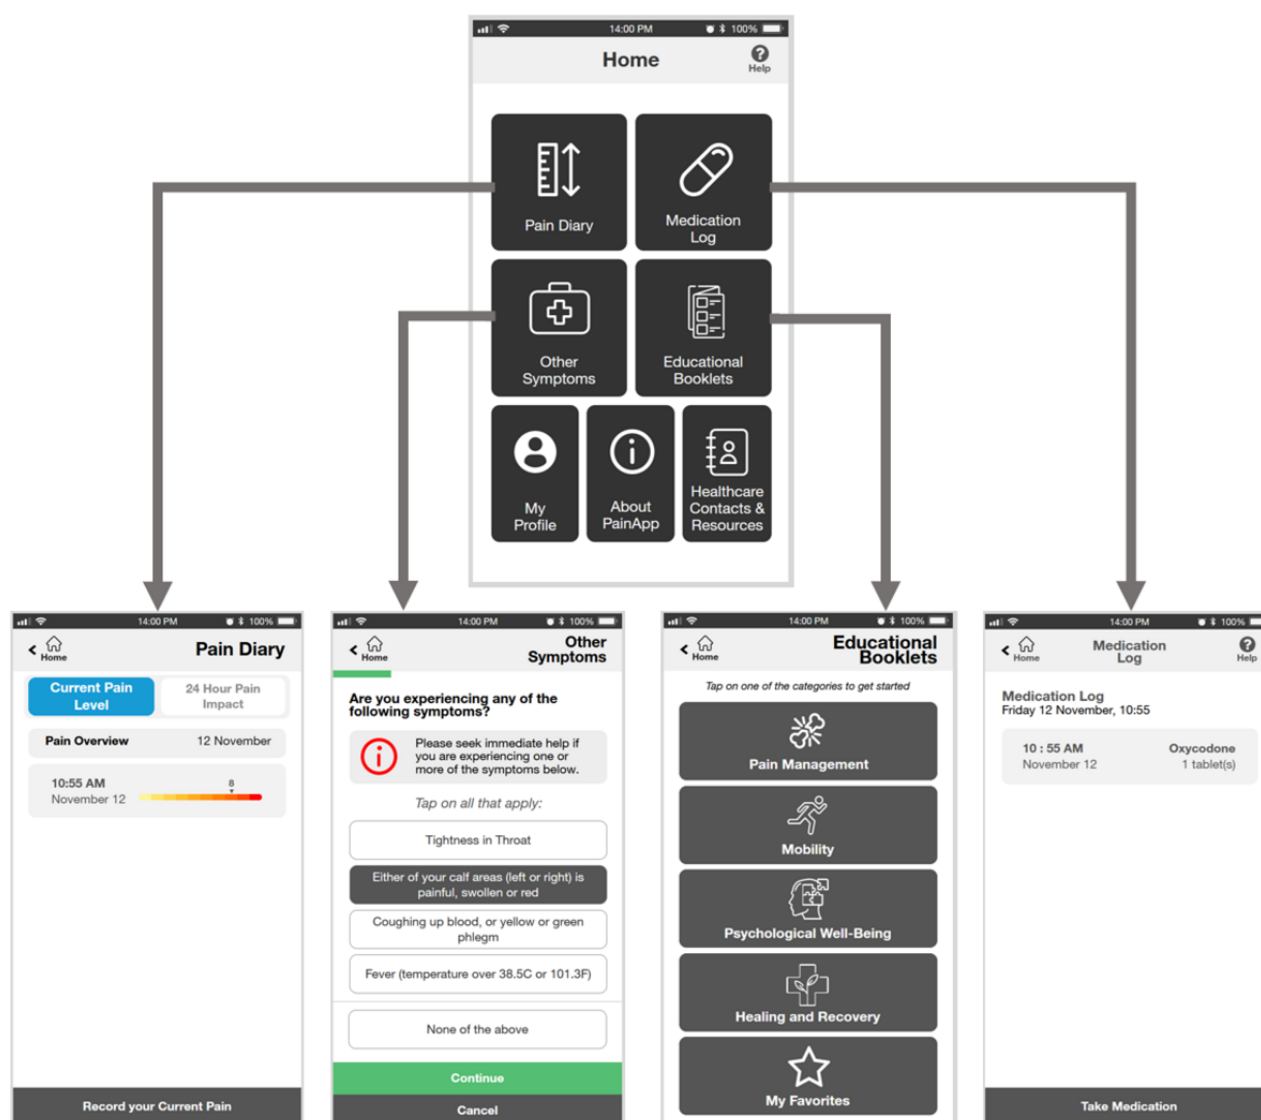 14:00 PM
100%
Home
Help
Pain Diary
Medication
Log
Other
Symptoms
Educational
Booklets
My
Profile
About
PainApp
Healthcare
Contacts &
Resources
14:00 PM
100%
Home
Pain Diary
Current Pain
Level
24 Hour Pain
Impact
Pain Overview
12 November
10:55 AM
8
November 12
Record your Current Pain
14:00 PM
100%
Home
Other
Symptoms
Are you experiencing any of the
following symptoms?
Please seek immediate help if
you are experiencing one or
more of the symptoms below.
Tap on all that apply:
Tightness in Throat
Either of your calf areas (left or right) is
painful, swollen or red
Coughing up blood, or yellow or green
phlegm
Fever (temperature over 38.5C or 101.3F)
None of the above
Continue
Cancel
14:00 PM
100%
Home
Educational
Booklets
Tap on one of the categories to get started
Pain Management
Mobility
Psychological Well-Being
Healing and Recovery
My Favorites
14:00 PM
100%
Home
Medication
Log
Help
Medication Log
Friday 12 November, 10:55
10 : 55 AM
Oxycodone
November 12
1 tablet(s)
Take Medication